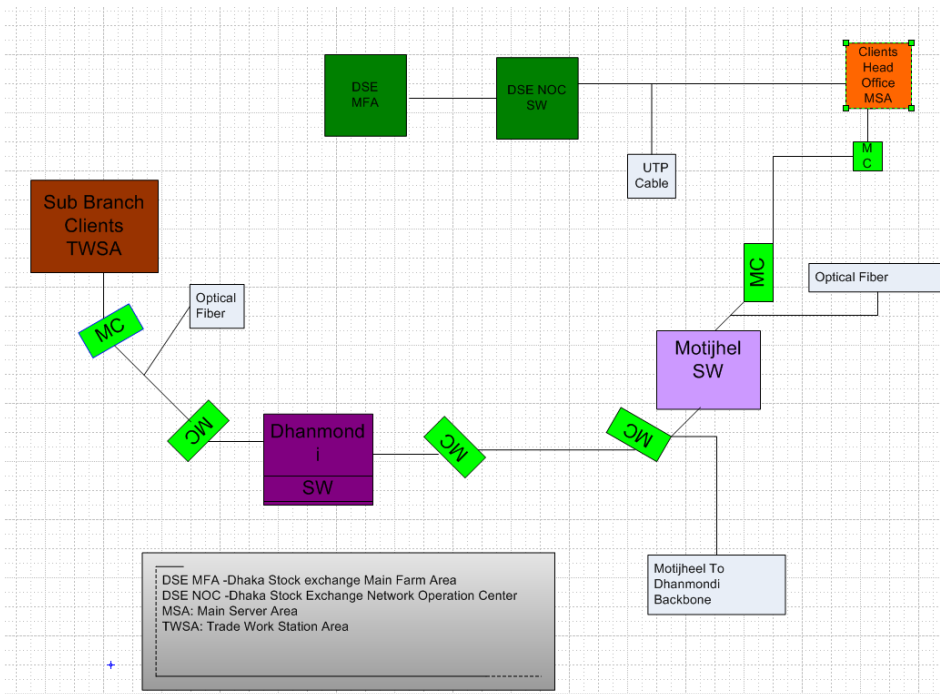 DSE
MFA
DSE NOC
SW
Clients
Head
Office
MSA
M
C
UTP
Cable
Sub Branch
Clients
TWSA
MC
Optical Fiber
Optical
Fiber
MC
Motijhel
SW
MC
Dhanmond
i
SW
MC
MC
Motijheel To
Dhanmondi
Backbone
DSE MFA -Dhaka Stock exchange Main Farm Area
DSE NOC -Dhaka Stock Exchange Network Operation Center
MSA: Main Server Area
TWSA: Trade Work Station Area